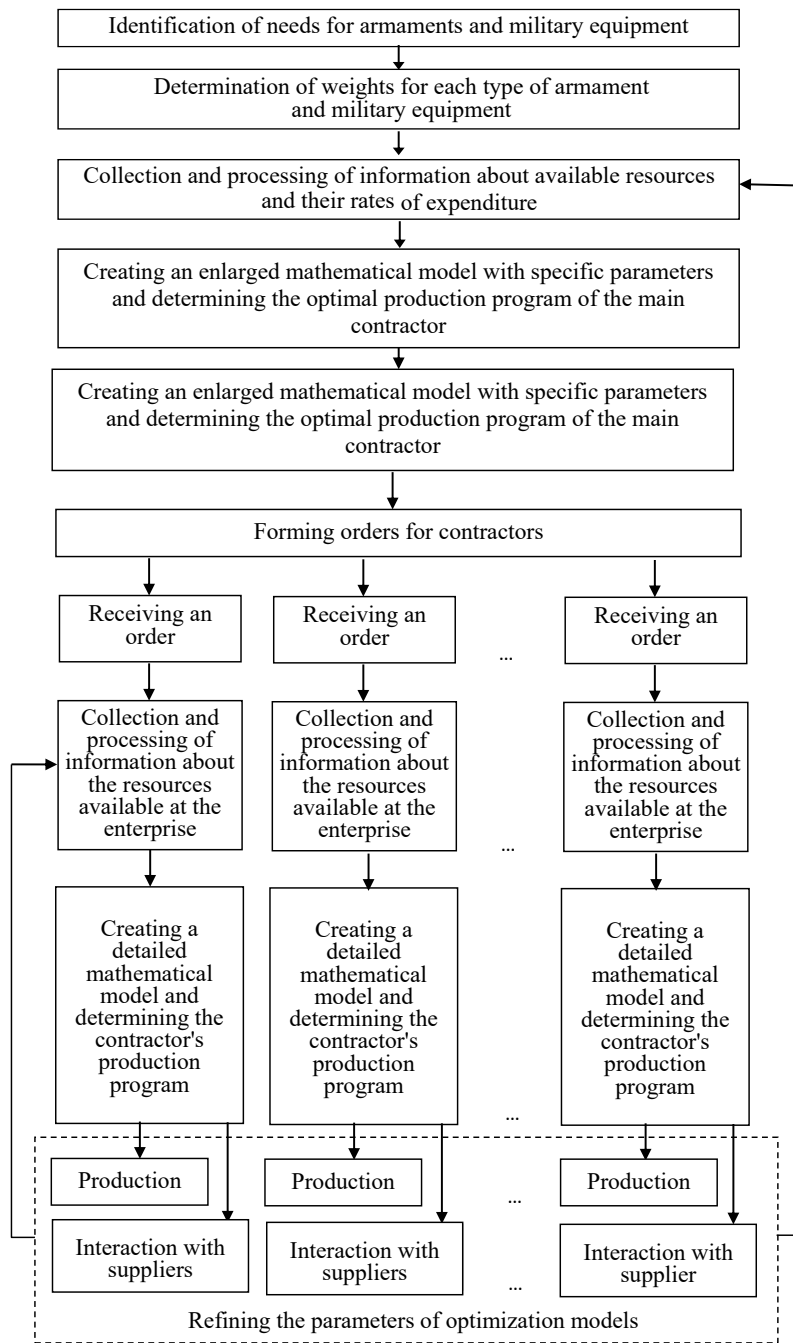 Identification of needs for armaments and military equipment
Determination of weights for each type of armament
and military equipment
Collection and processing of information about available resources
and their rates of expenditure
Creating an enlarged mathematical model with specific parameters
and determining the optimal production program of the main
contractor
Creating an enlarged mathematical model with specific parameters
and determining the optimal production program of the main
contractor
Forming orders for contractors
Receiving an
order
Receiving an
order
...
Receiving an
order
Collection and
processing of
information about
the resources
available at the
enterprise
Collection and
processing of
information about
the resources
available at the
enterprise
...
Collection and
processing of
information about
the resources
available at the
enterprise
Creating a
detailed
mathematical
model and
determining the
contractor's
production
program
Creating a
detailed
mathematical
model and
determining the
contractor's
production
program
...
Creating a
detailed
mathematical
model and
determining the
contractor's
production
program
Production
Production
...
Production
Interaction with
suppliers
Interaction with
suppliers
...
Interaction with
supplier
Refining the parameters of optimization models